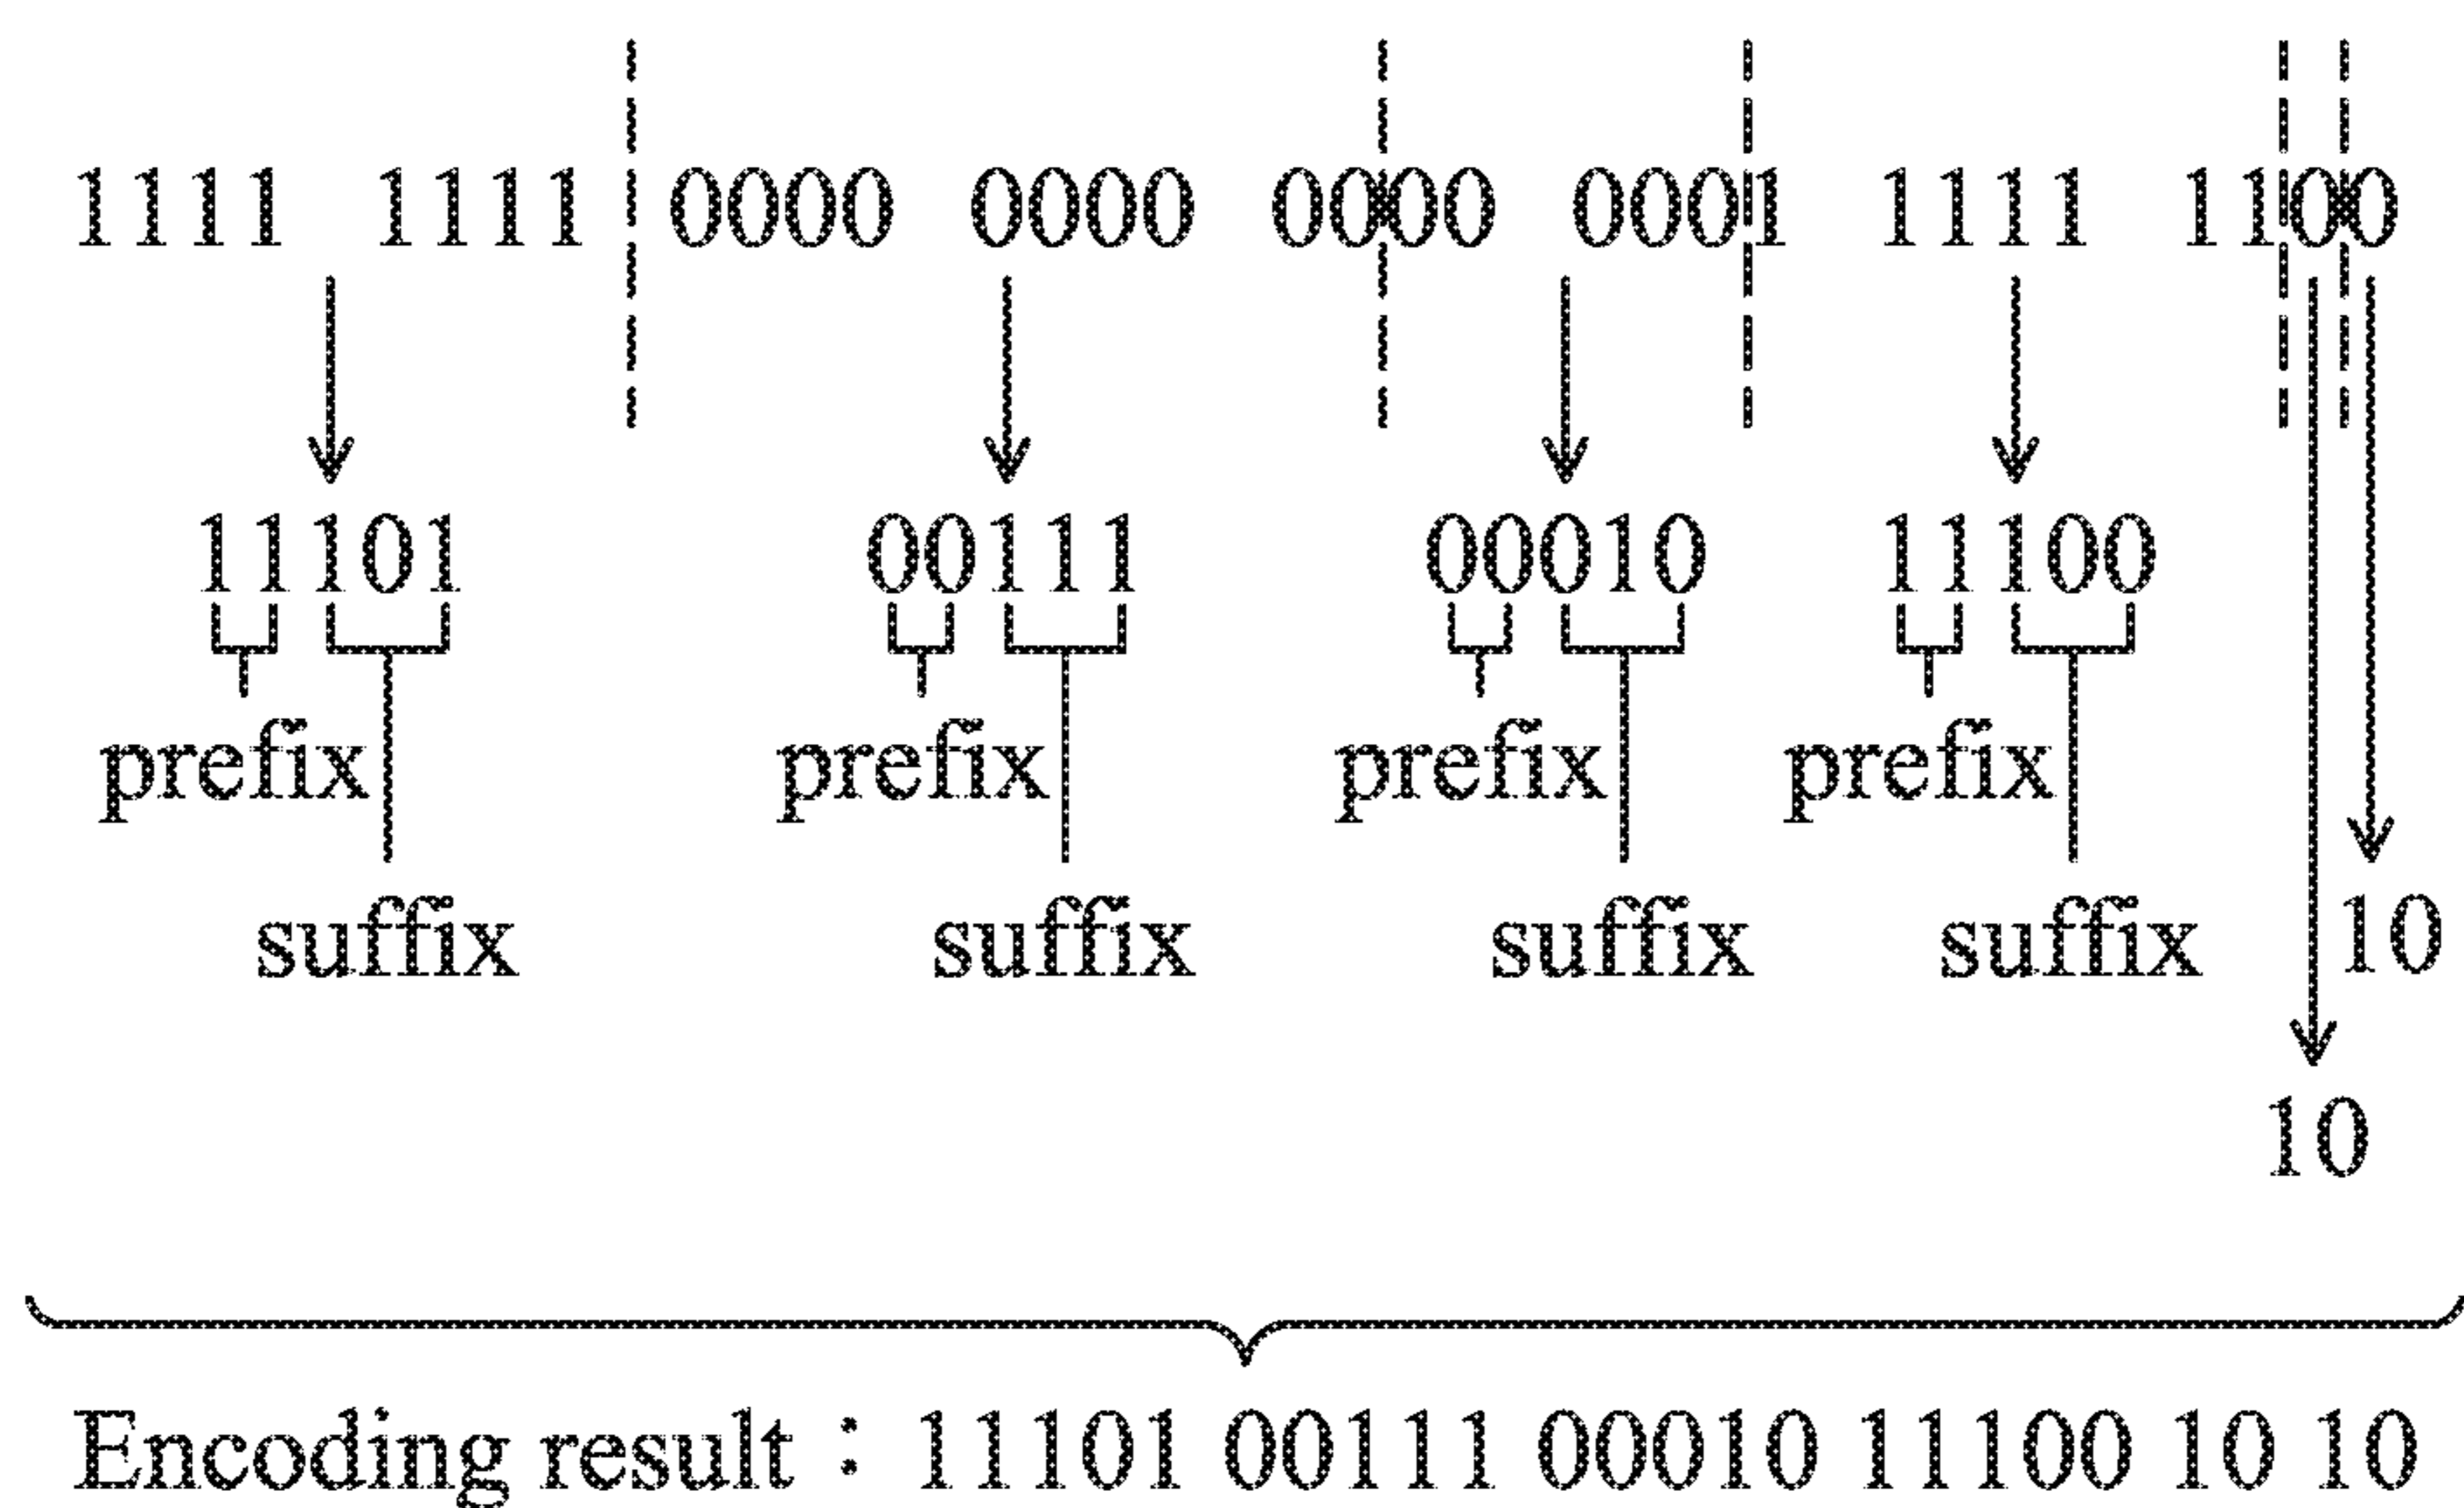 1111 1111 0000 0000 0000 0001 1111 1100
11101 00111 00010 11100
prefix prefix prefix prefix
suffix suffix suffix suffix 10
10
Encoding result : 11101 00111 00010 11100 10 10